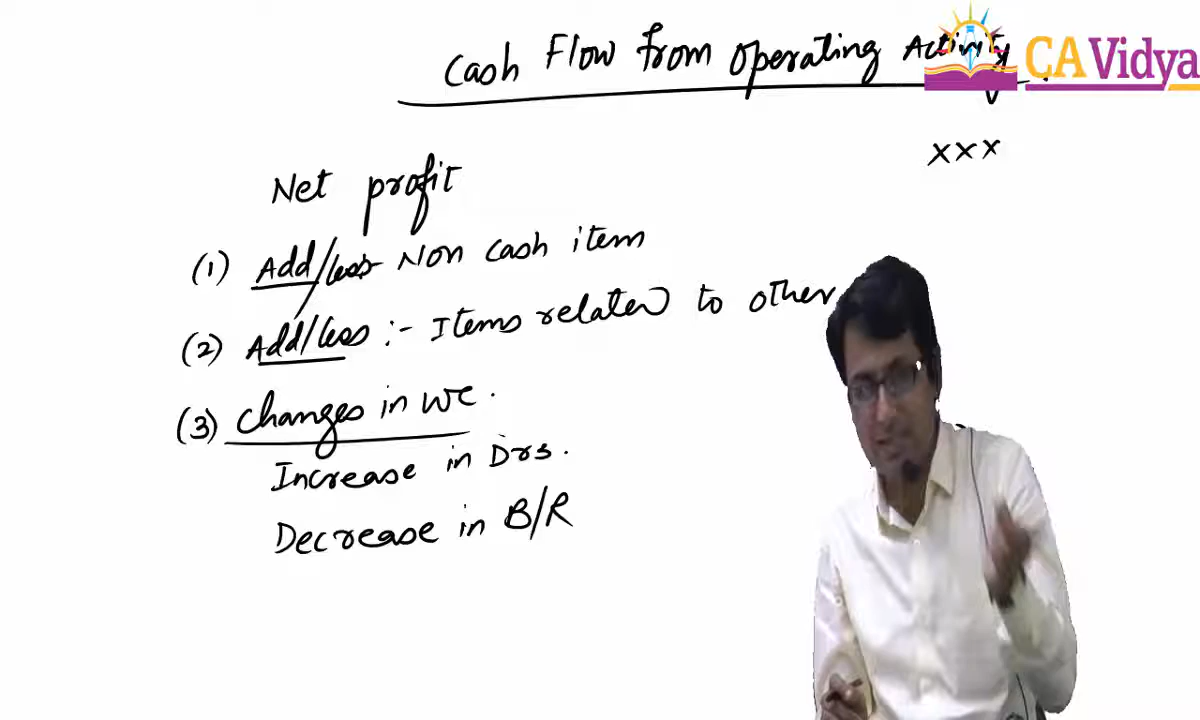 Cash Flow from Operating Activity
CA Vidya
xxx
Net profit
(1) Add/less Non cash item
(2) Add/less :- Items related to other
(3) Changes in WC.
Increase in Drs.
Decrease in B/R